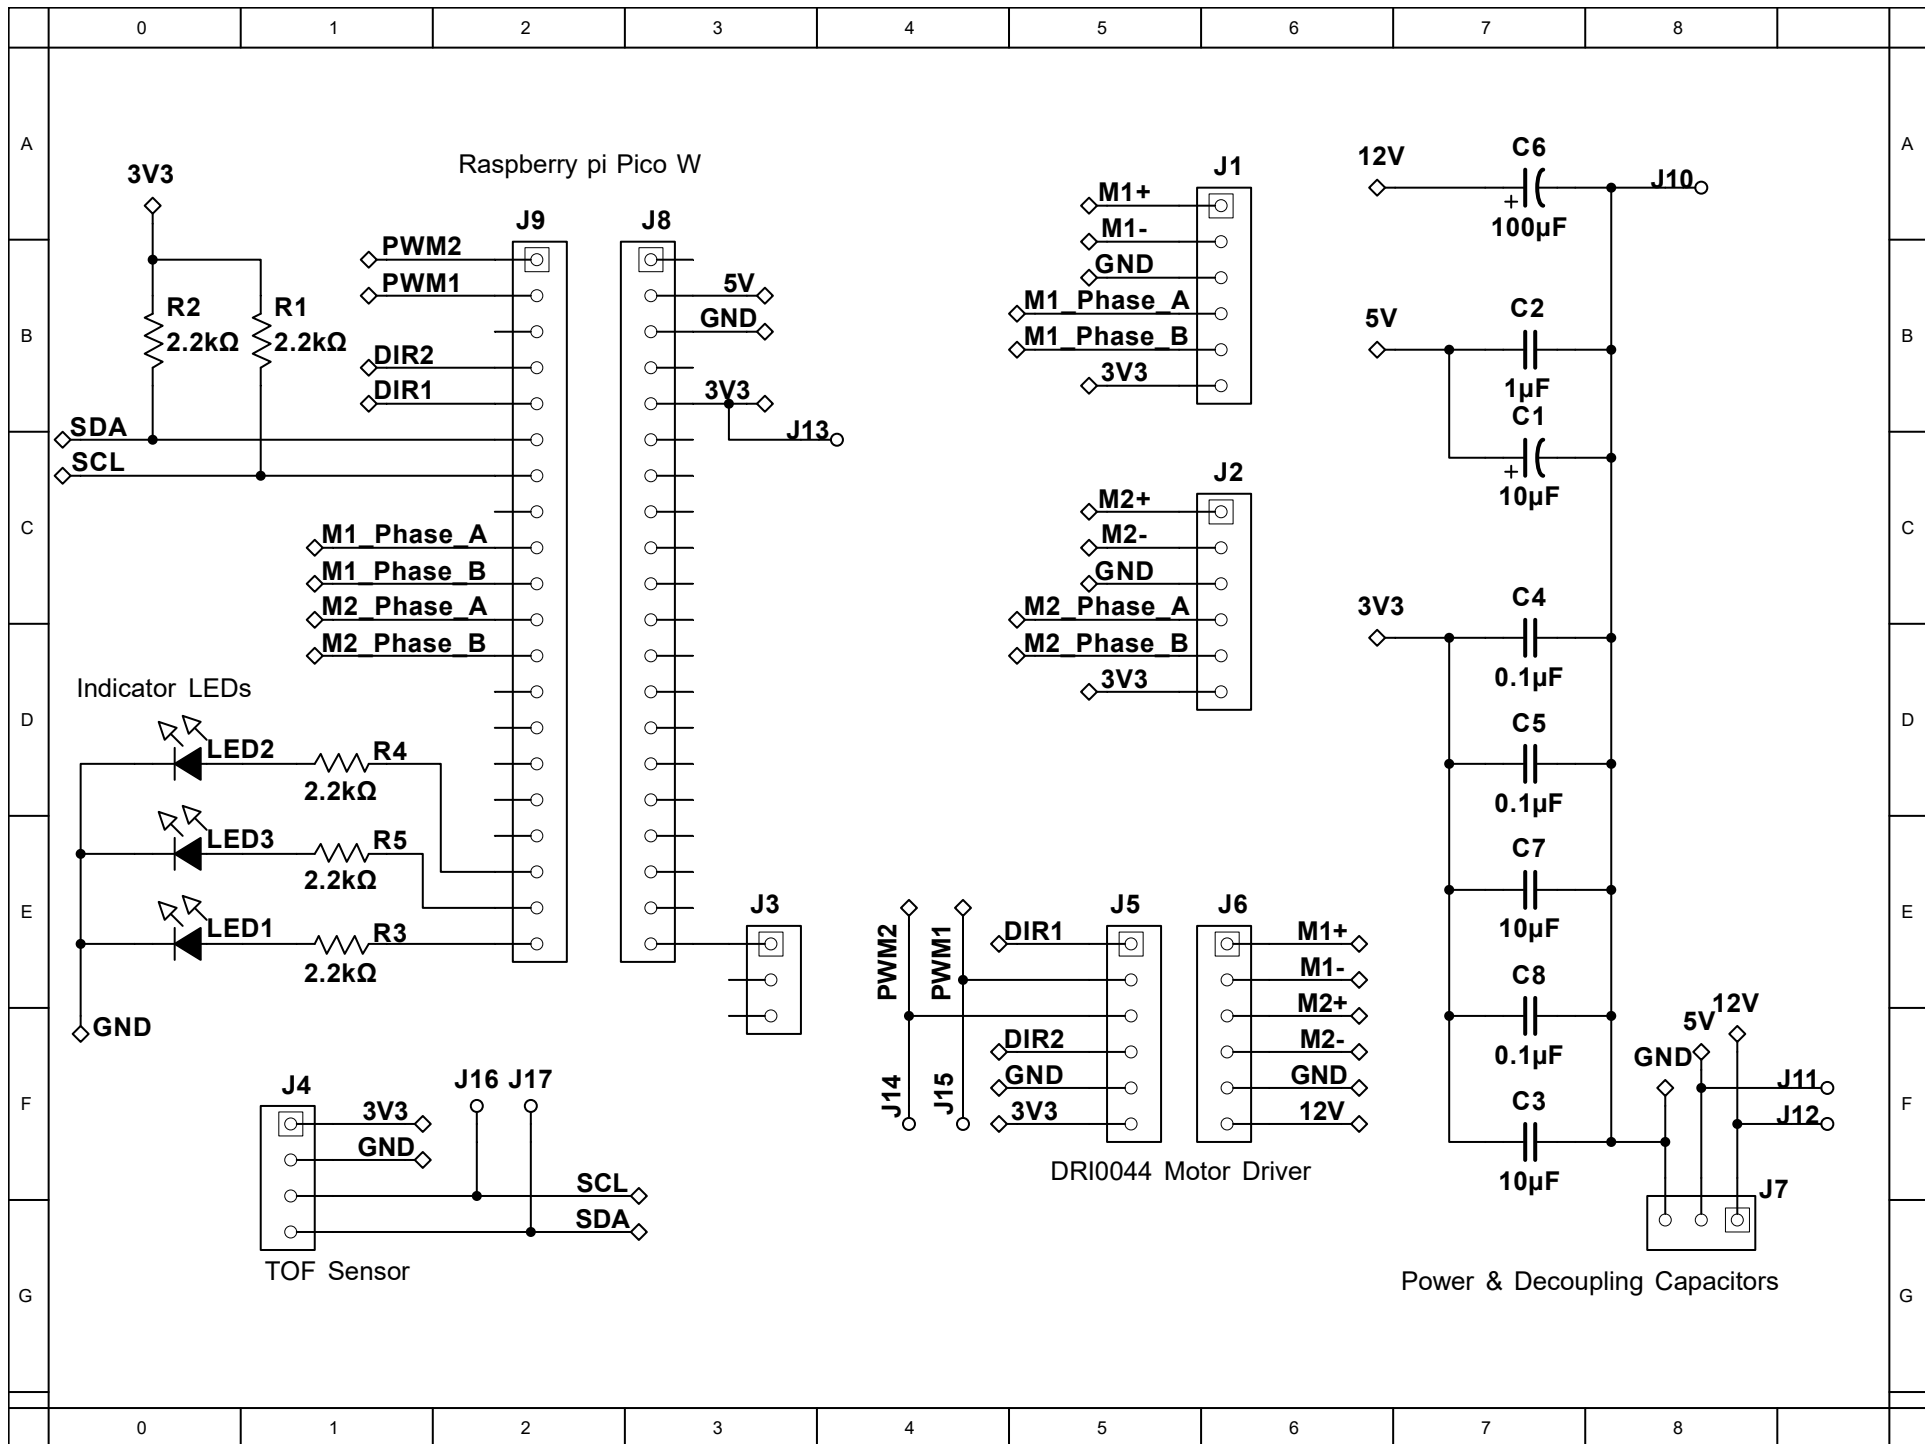 0 1 2 3 4 5 6 7 8
A
B
C
D
E
F
G
3V3
R2
2.2kΩ
R1
2.2kΩ
SDA
SCL
Raspberry pi Pico W
J9
PWM2
PWM1
DIR2
DIR1
M1_Phase_A
M1_Phase_B
M2_Phase_A
M2_Phase_B
J8
5V
GND
3V3
J13
Indicator LEDs
LED2
R4
2.2kΩ
LED3
R5
2.2kΩ
LED1
R3
2.2kΩ
GND
J3
J4
3V3
GND
SCL
SDA
J16 J17
TOF Sensor
J1
M1+
M1-
GND
M1_Phase_A
M1_Phase_B
3V3
J2
M2+
M2-
GND
M2_Phase_A
M2_Phase_B
3V3
PWM2
PWM1
J14
J15
J5
DIR1
DIR2
GND
3V3
J6
M1+
M1-
M2+
M2-
GND
12V
DRI0044 Motor Driver
12V
C6
+
100µF
J10
5V
C2
1µF
C1
+
10µF
3V3
C4
0.1µF
C5
0.1µF
C7
10µF
C8
0.1µF
C3
10µF
GND
5V
12V
J11
J12
J7
Power & Decoupling Capacitors
A
B
C
D
E
F
G
0 1 2 3 4 5 6 7 8